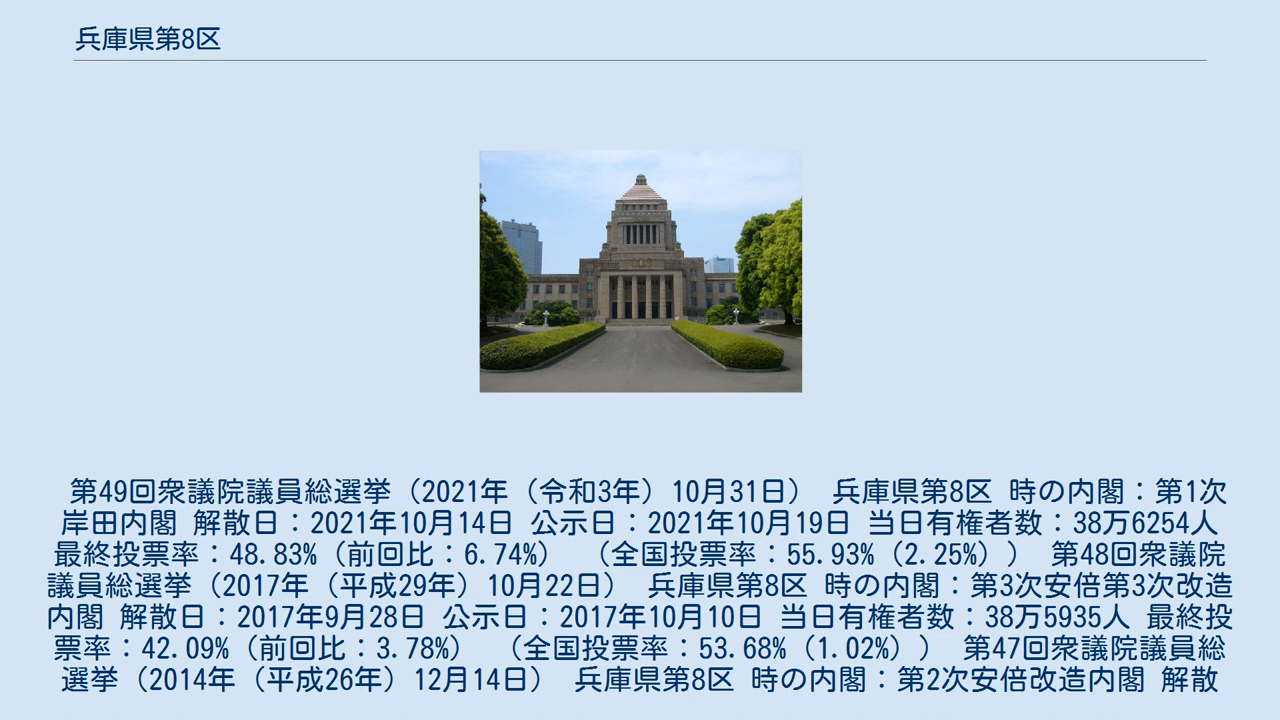 兵庫県第8区
第49回衆議院議員総選挙（2021年（令和3年）10月31日） 兵庫県第8区 時の内閣：第1次
岸田内閣 解散日：2021年10月14日 公示日：2021年10月19日 当日有権者数：38万6254人
最終投票率：48.83%（前回比：6.74%） （全国投票率：55.93%（2.25%）） 第48回衆議院
議員総選挙（2017年（平成29年）10月22日） 兵庫県第8区 時の内閣：第3次安倍第3次改造
内閣 解散日：2017年9月28日 公示日：2017年10月10日 当日有権者数：38万5935人 最終投
票率：42.09%（前回比：3.78%） （全国投票率：53.68%（1.02%）） 第47回衆議院議員総
選挙（2014年（平成26年）12月14日） 兵庫県第8区 時の内閣：第2次安倍改造内閣 解散